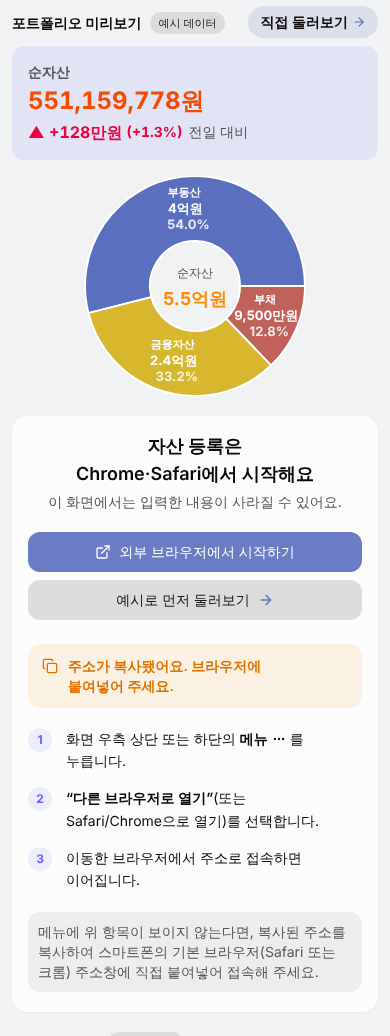 포트폴리오 미리보기 예시 데이터 직접 둘러보기 →
순자산
551,159,778원
▲ +128만원 (+1.3%) 전일 대비
부동산
4억원
54.0%
순자산
5.5억원
부채
9,500만원
12.8%
금융자산
2.4억원
33.2%
자산 등록은
Chrome·Safari에서 시작해요
이 화면에서는 입력한 내용이 사라질 수 있어요.
외부 브라우저에서 시작하기
예시로 먼저 둘러보기 →
주소가 복사됐어요. 브라우저에
붙여넣어 주세요.
1 화면 우측 상단 또는 하단의 메뉴 ⋯ 를
누릅니다.
2 “다른 브라우저로 열기”(또는
Safari/Chrome으로 열기)를 선택합니다.
3 이동한 브라우저에서 주소로 접속하면
이어집니다.
메뉴에 위 항목이 보이지 않는다면, 복사된 주소를
복사하여 스마트폰의 기본 브라우저(Safari 또는
크롬) 주소창에 직접 붙여넣어 접속해 주세요.